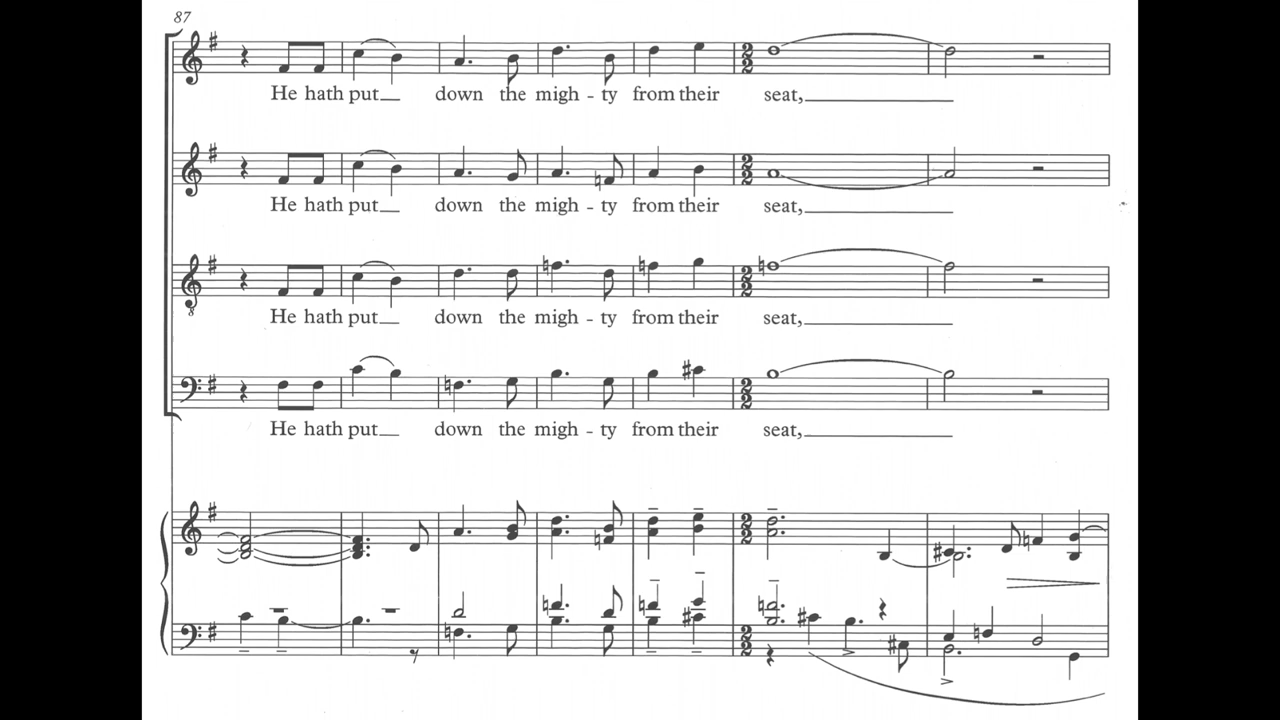 87
He hath put down the migh - ty from their seat,
He hath put down the migh - ty from their seat,
8
He hath put down the migh - ty from their seat,
He hath put down the migh - ty from their seat,